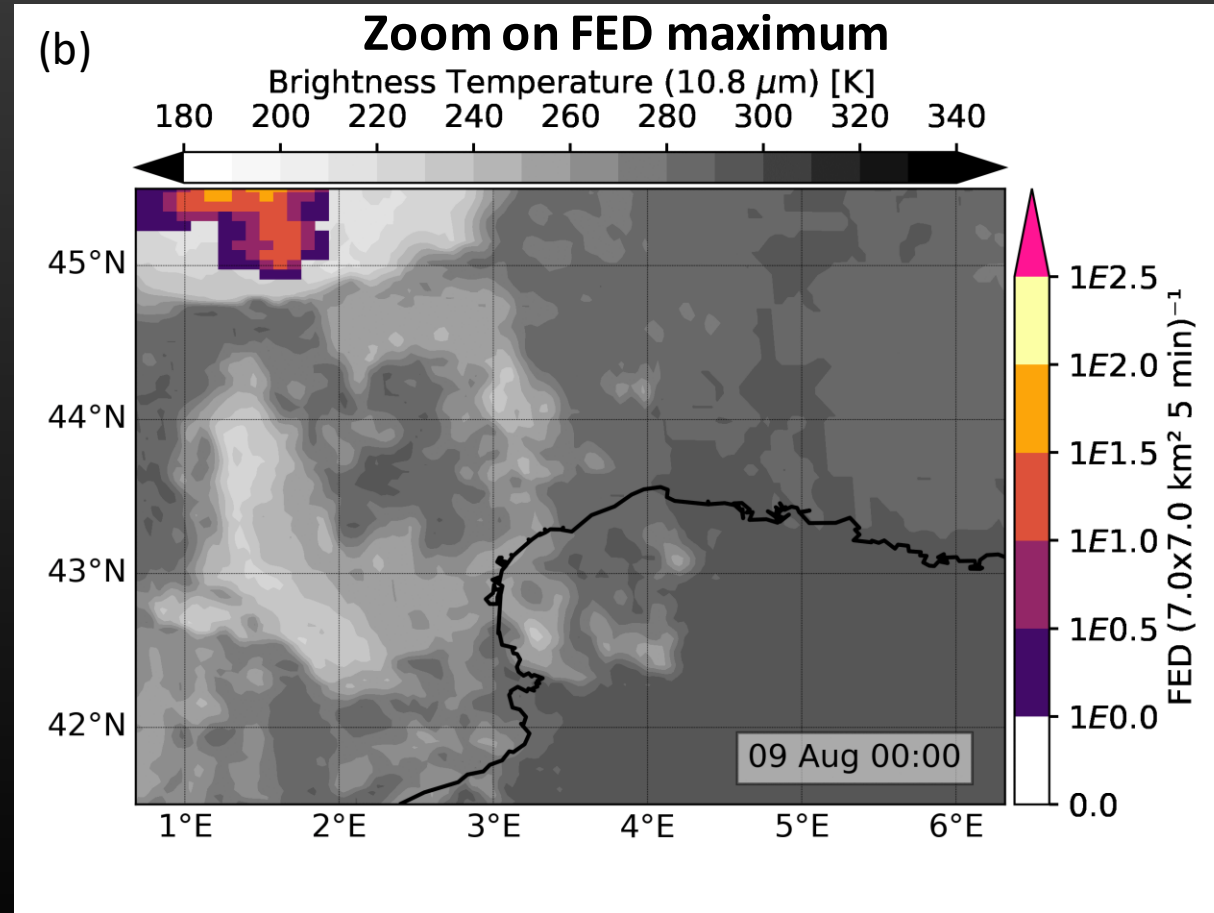 (b)
Zoom on FED maximum
Brightness Temperature (10.8 μm) [K]
180 200 220 240 260 280 300 320 340
45°N
44°N
43°N
42°N
1°E 2°E 3°E 4°E 5°E 6°E
09 Aug 00:00
1E2.5
1E2.0
1E1.5
1E1.0
1E0.5
1E0.0
0.0
FED (7.0x7.0 km² 5 min)⁻¹